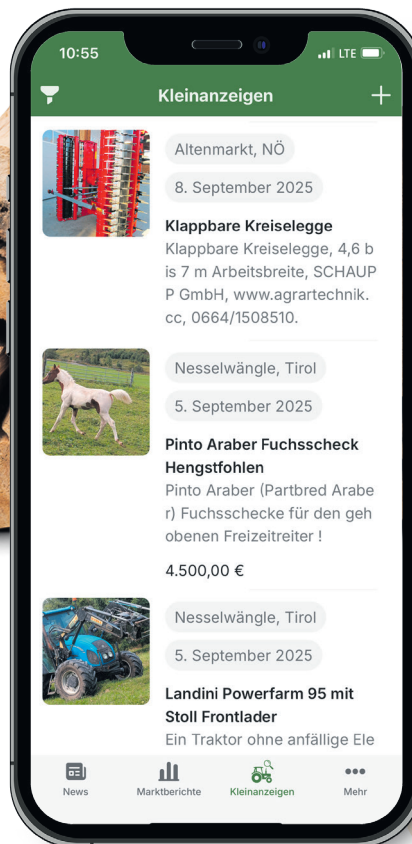 10:55
LTE
Kleinanzeigen
Altenmarkt, NÖ
8. September 2025
Klappbare Kreiselegge
Klappbare Kreiselegge, 4,6 b
is 7 m Arbeitsbreite, SCHAUP
P GmbH, www.agrartechnik.
cc, 0664/1508510.
Nesselwängle, Tirol
5. September 2025
Pinto Araber Fuchsscheck
Hengstfohlen
Pinto Araber (Partbred Arabe
r) Fuchsschecke für den geh
obenen Freizeitreiter !
4.500,00 €
Nesselwängle, Tirol
5. September 2025
Landini Powerfarm 95 mit
Stoll Frontlader
Ein Traktor ohne anfällige Ele
News
Marktberichte
Kleinanzeigen
Mehr